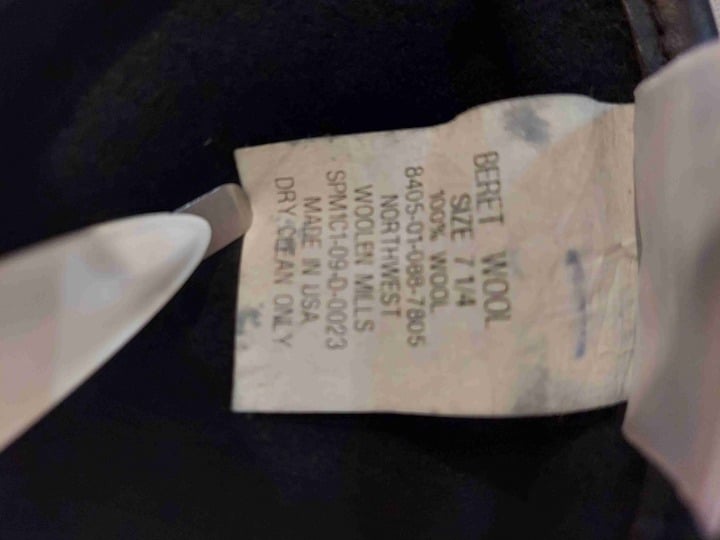 BERET WOOL
SIZE 7 1/4
100% WOOL
8405-01-088-7805
NORTHWEST
WOOLEN MILLS
SPM1C1-09-D-0023
MADE IN USA
DRY CLEAN ONLY